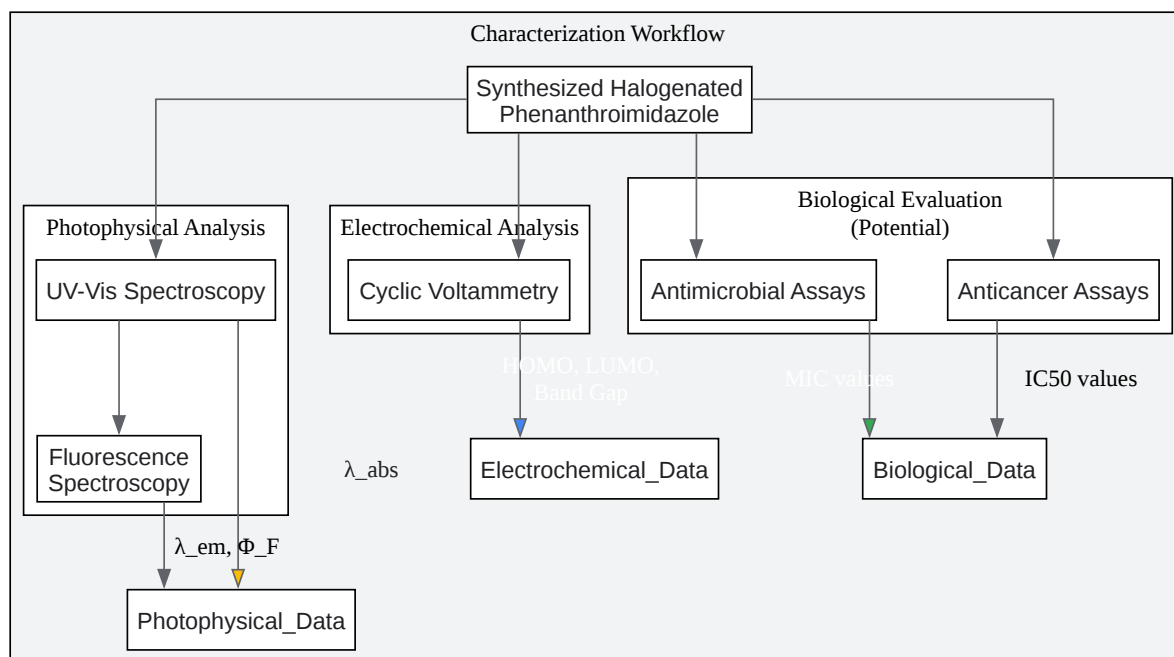 Characterization Workflow
Synthesized Halogenated
Phenanthroimidazole
Photophysical Analysis
Electrochemical Analysis
Biological Evaluation
(Potential)
UV-Vis Spectroscopy
Cyclic Voltammetry
Antimicrobial Assays
Anticancer Assays
HOMO, LUMO,
Band Gap
MIC values
IC50 values
Fluorescence
Spectroscopy
λ_abs
Electrochemical_Data
Biological_Data
λ_em, Φ_F
Photophysical_Data